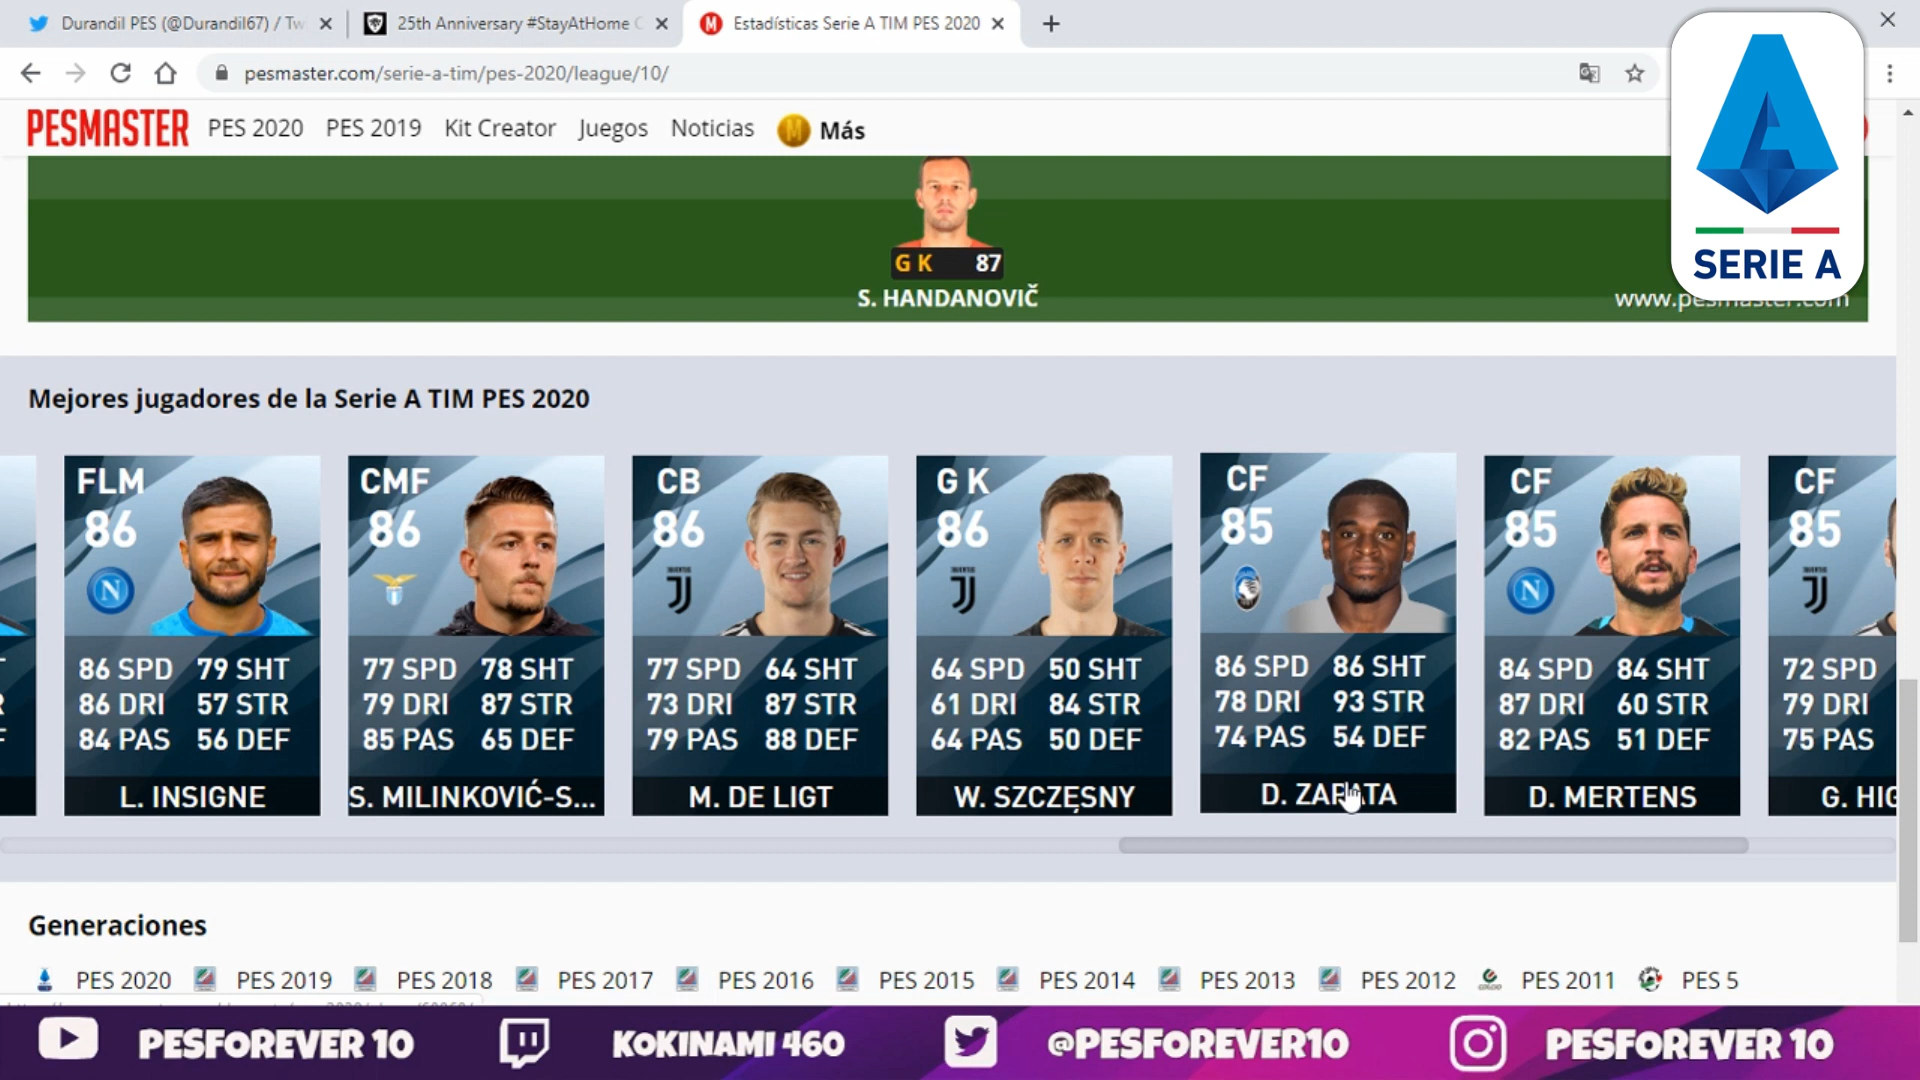 Durandil PES (@Durandil67) / Tw
25th Anniversary #StayAtHome C
Estadísticas Serie A TIM PES 2020
pesmaster.com/serie-a-tim/pes-2020/league/10/
PESMASTER PES 2020 PES 2019 Kit Creator Juegos Noticias Más
GK 87
S. HANDANOVIČ
SERIE A
www.pesmaster.com
Mejores jugadores de la Serie A TIM PES 2020
FLM
86
N
86 SPD 79 SHT
86 DRI 57 STR
84 PAS 56 DEF
L. INSIGNE
CMF
86
77 SPD 78 SHT
79 DRI 87 STR
85 PAS 65 DEF
S. MILINKOVIĆ-S...
CB
86
77 SPD 64 SHT
73 DRI 87 STR
79 PAS 88 DEF
M. DE LIGT
GK
86
64 SPD 50 SHT
61 DRI 84 STR
64 PAS 50 DEF
W. SZCZĘSNY
CF
85
86 SPD 86 SHT
78 DRI 93 STR
74 PAS 54 DEF
D. ZAPATA
CF
85
N
84 SPD 84 SHT
87 DRI 60 STR
82 PAS 51 DEF
D. MERTENS
CF
85
72 SPD
79 DRI
75 PAS
G. HIG
Generaciones
PES 2020 PES 2019 PES 2018 PES 2017 PES 2016 PES 2015 PES 2014 PES 2013 PES 2012 PES 2011 PES 5
PESFOREVER 10 KOKINAMI 460 @PESFOREVER10 PESFOREVER 10